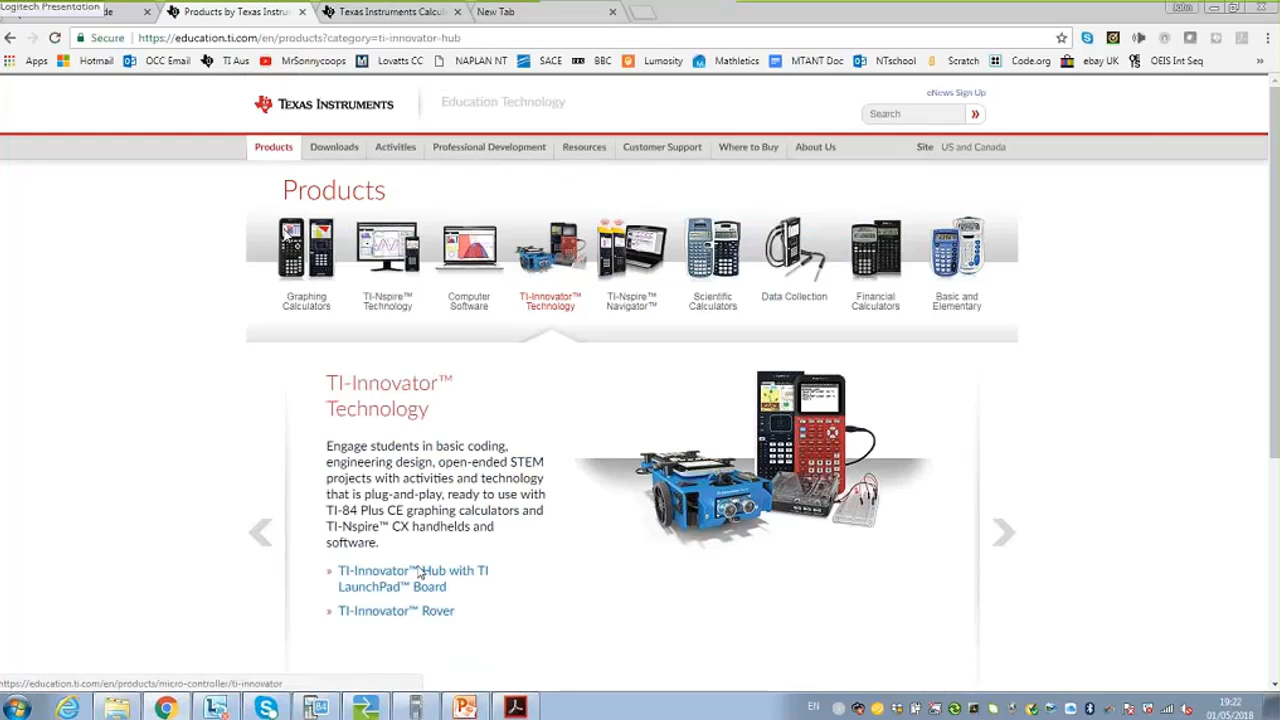 Logitech Presentation
de
Products by Texas Instrum
Texas Instruments Calcul
New Tab
John
Secure
https://education.ti.com/en/products?category=ti-innovator-hub
Apps Hotmail OCC Email TI Aus MrSonnycoops Lovatts CC NAPLAN NT SACE BBC Lumosity Mathletics MTANT Doc NTschool Scratch Code.org ebay UK OEIS Int Seq »
TEXAS INSTRUMENTS
Education Technology
eNews Sign Up
Search
Products Downloads Activities Professional Development Resources Customer Support Where to Buy About Us Site US and Canada
Products
Graphing
Calculators
TI-Nspire™
Technology
Computer
Software
TI-Innovator™
Technology
TI-Nspire™
Navigator™
Scientific
Calculators
Data Collection
Financial
Calculators
Basic and
Elementary
TI-Innovator™
Technology
Engage students in basic coding,
engineering design, open-ended STEM
projects with activities and technology
that is plug-and-play, ready to use with
TI-84 Plus CE graphing calculators and
TI-Nspire™ CX handhelds and
software.
» TI-Innovator™ Hub with TI
LaunchPad™ Board
» TI-Innovator™ Rover
https://education.ti.com/en/products/micro-controller/ti-innovator
84
EN
19:22
01/05/2018